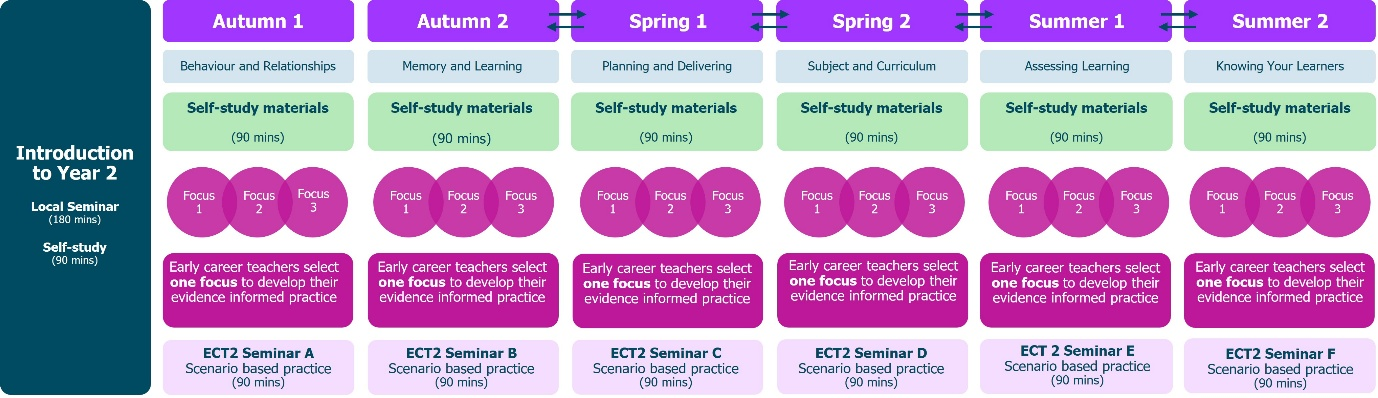 Introduction
to Year 2
Local Seminar
(180 mins)
Self-study
(90 mins)
Autumn 1
Behaviour and Relationships
Self-study materials
(90 mins)
Focus
1
Focus
2
Focus
3
Early career teachers select
one focus to develop their
evidence informed practice
ECT2 Seminar A
Scenario based practice
(90 mins)
Autumn 2
Memory and Learning
Self-study materials
(90 mins)
Focus
1
Focus
2
Focus
3
Early career teachers select
one focus to develop their
evidence informed practice
ECT2 Seminar B
Scenario based practice
(90 mins)
Spring 1
Planning and Delivering
Self-study materials
(90 mins)
Focus
1
Focus
2
Focus
3
Early career teachers select
one focus to develop their
evidence informed practice
ECT2 Seminar C
Scenario based practice
(90 mins)
Spring 2
Subject and Curriculum
Self-study materials
(90 mins)
Focus
1
Focus
2
Focus
3
Early career teachers select
one focus to develop their
evidence informed practice
ECT2 Seminar D
Scenario based practice
(90 mins)
Summer 1
Assessing Learning
Self-study materials
(90 mins)
Focus
1
Focus
2
Focus
3
Early career teachers select
one focus to develop their
evidence informed practice
ECT 2 Seminar E
Scenario based practice
(90 mins)
Summer 2
Knowing Your Learners
Self-study materials
(90 mins)
Focus
1
Focus
2
Focus
3
Early career teachers select
one focus to develop their
evidence informed practice
ECT2 Seminar F
Scenario based practice
(90 mins)